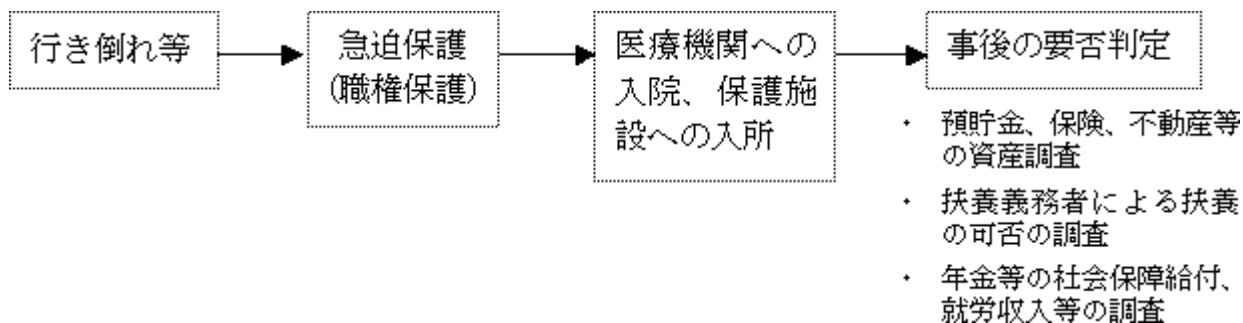 行き倒れ等
急迫保護
(職権保護)
医療機関への
入院、保護施
設への入所
事後の要否判定
・ 預貯金、保険、不動産等
の資産調査
・ 扶養義務者による扶養
の可否の調査
・ 年金等の社会保障給付、
就労収入等の調査